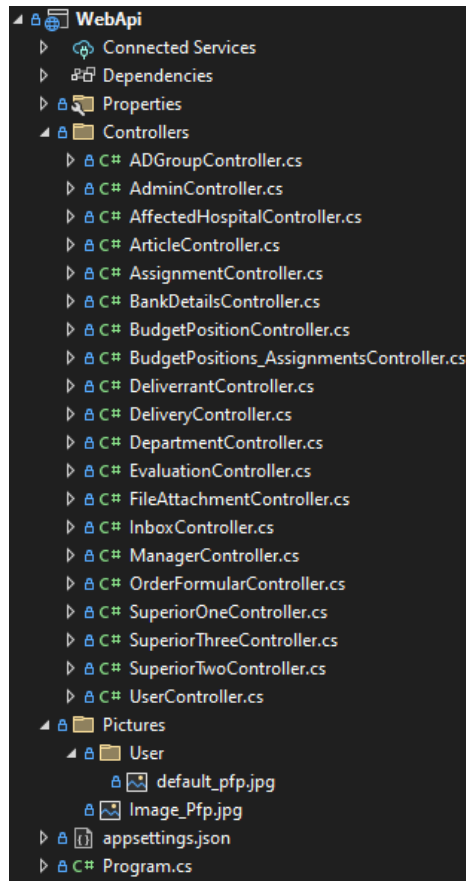 WebApi
Connected Services
Dependencies
Properties
Controllers
C# ADGroupController.cs
C# AdminController.cs
C# AffectedHospitalController.cs
C# ArticleController.cs
C# AssignmentController.cs
C# BankDetailsController.cs
C# BudgetPositionController.cs
C# BudgetPositions_AssignmentsController.cs
C# DeliverrantController.cs
C# DeliveryController.cs
C# DepartmentController.cs
C# EvaluationController.cs
C# FileAttachmentController.cs
C# InboxController.cs
C# ManagerController.cs
C# OrderFormularController.cs
C# SuperiorOneController.cs
C# SuperiorThreeController.cs
C# SuperiorTwoController.cs
C# UserController.cs
Pictures
User
default_pfp.jpg
Image_Pfp.jpg
appsettings.json
C# Program.cs